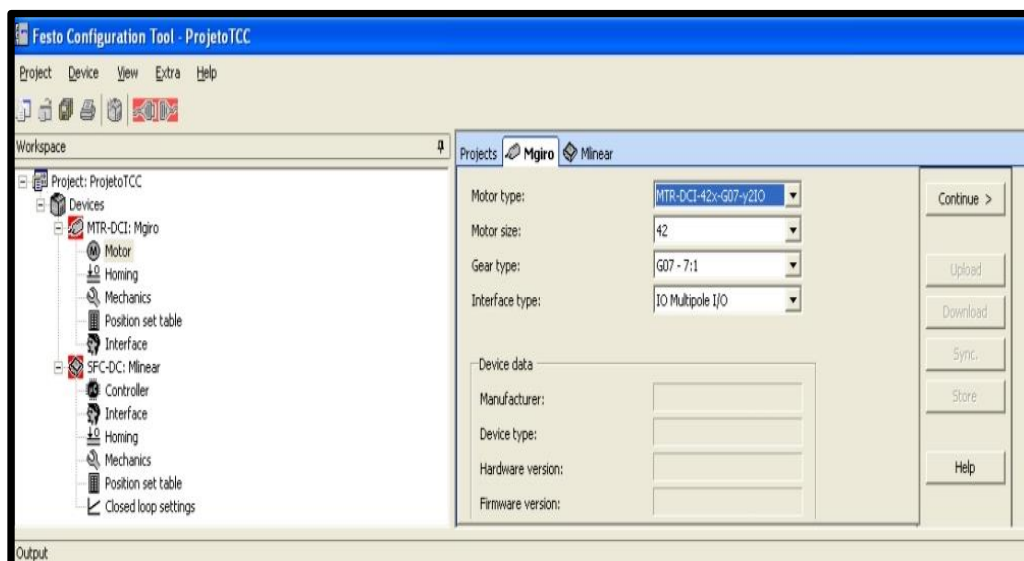 Festo Configuration Tool - ProjetoTCC
Project Device View Extra Help
Workspace
Project: ProjetoTCC
Devices
MTR-DCI: Mgiro
Motor
Homing
Mechanics
Position set table
Interface
SFC-DC: Mlinear
Controller
Interface
Homing
Mechanics
Position set table
Closed loop settings
Projects Mgiro Mlinear
Motor type: MTR-DCI-42x-G07-y2IO
Motor size: 42
Gear type: G07 - 7:1
Interface type: IO Multipole I/O
Device data
Manufacturer:
Device type:
Hardware version:
Firmware version:
Continue >
Upload
Download
Sync.
Store
Help
Output